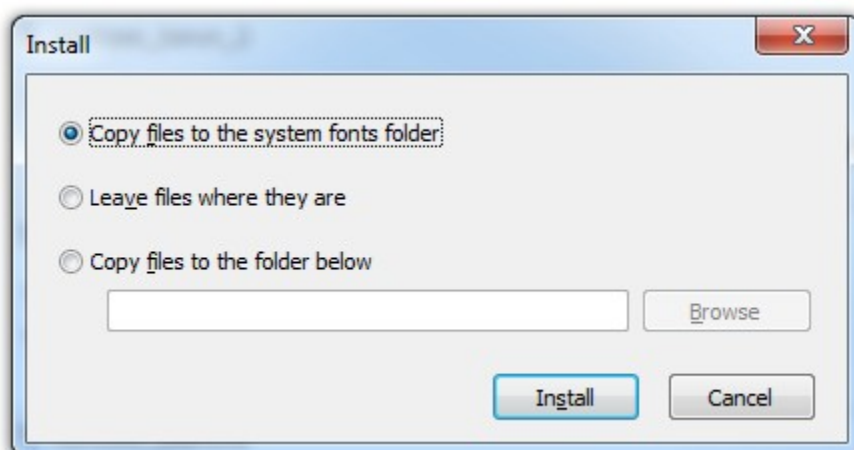 Install
Copy files to the system fonts folder
Leave files where they are
Copy files to the folder below
Browse
Install
Cancel